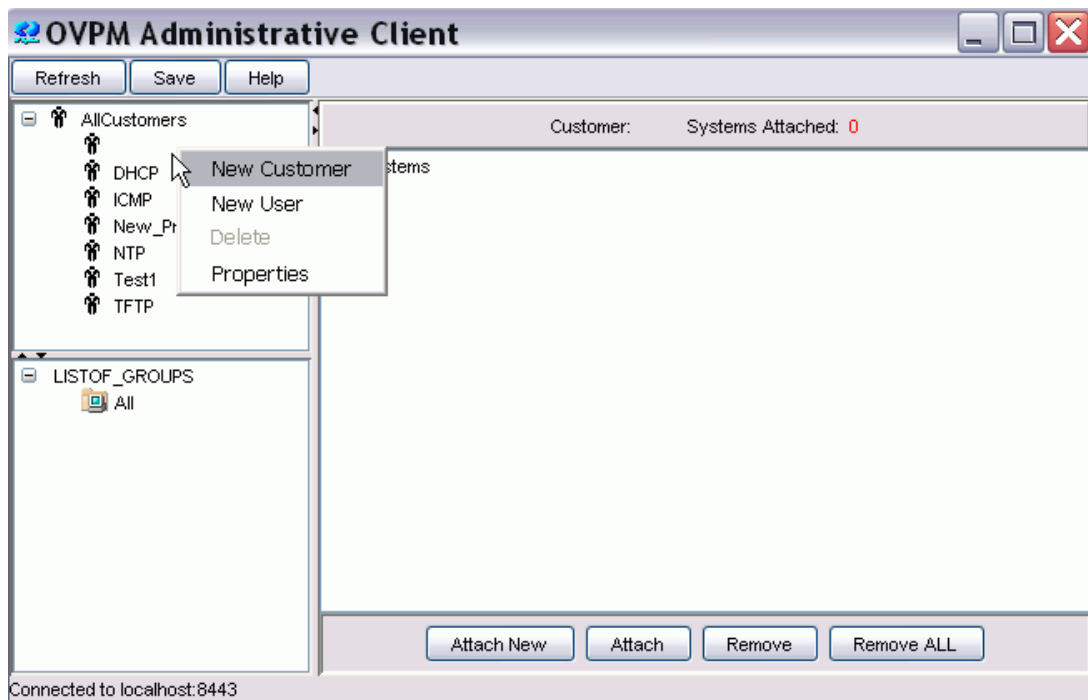 OVPM Administrative Client
Refresh Save Help
AllCustomers
DHCP
ICMP
New_Pr
NTP
Test1
TFTP
New Customer
New User
Delete
Properties
Customer: Systems Attached: 0
stems
LISTOF_GROUPS
All
Attach New Attach Remove Remove ALL
Connected to localhost:8443